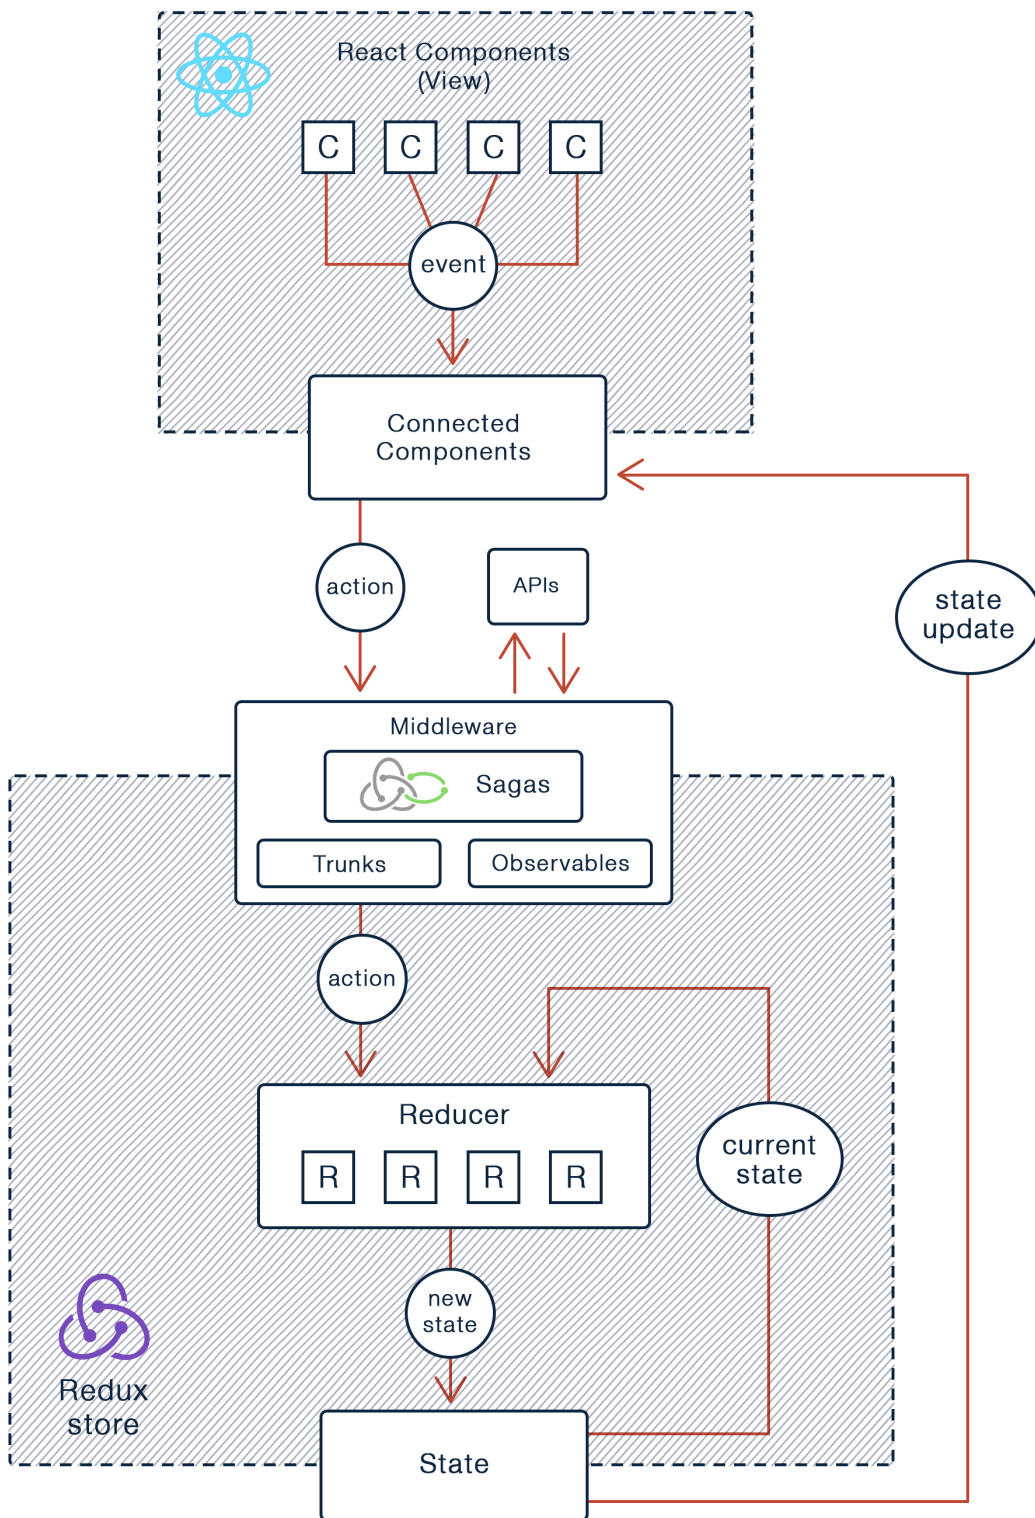 React Components
(View)
C
C
C
C
event
Connected
Components
action
APIs
state
update
Middleware
Sagas
Trunks
Observables
action
Reducer
R
R
R
R
current
state
new
state
Redux
store
State